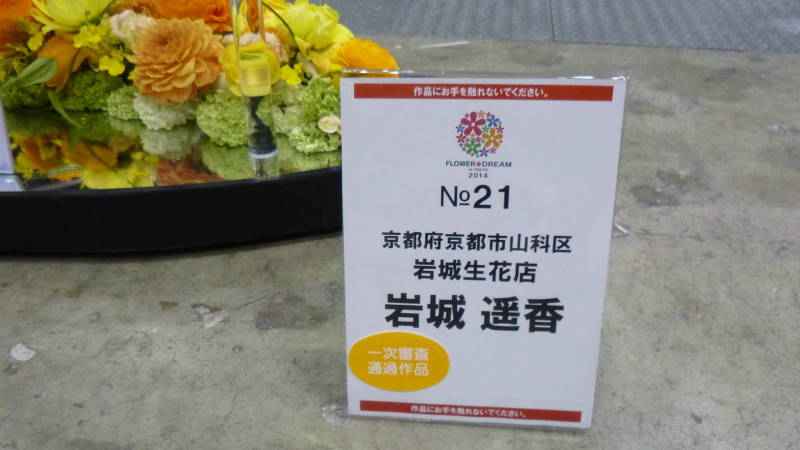 作品にお手を触れないでください。
FLOWER★DREAM
in TOKYO
2014
№21
京都府京都市山科区
岩城生花店
岩城 遥香
一次審査
通過作品
作品にお手を触れないでください。